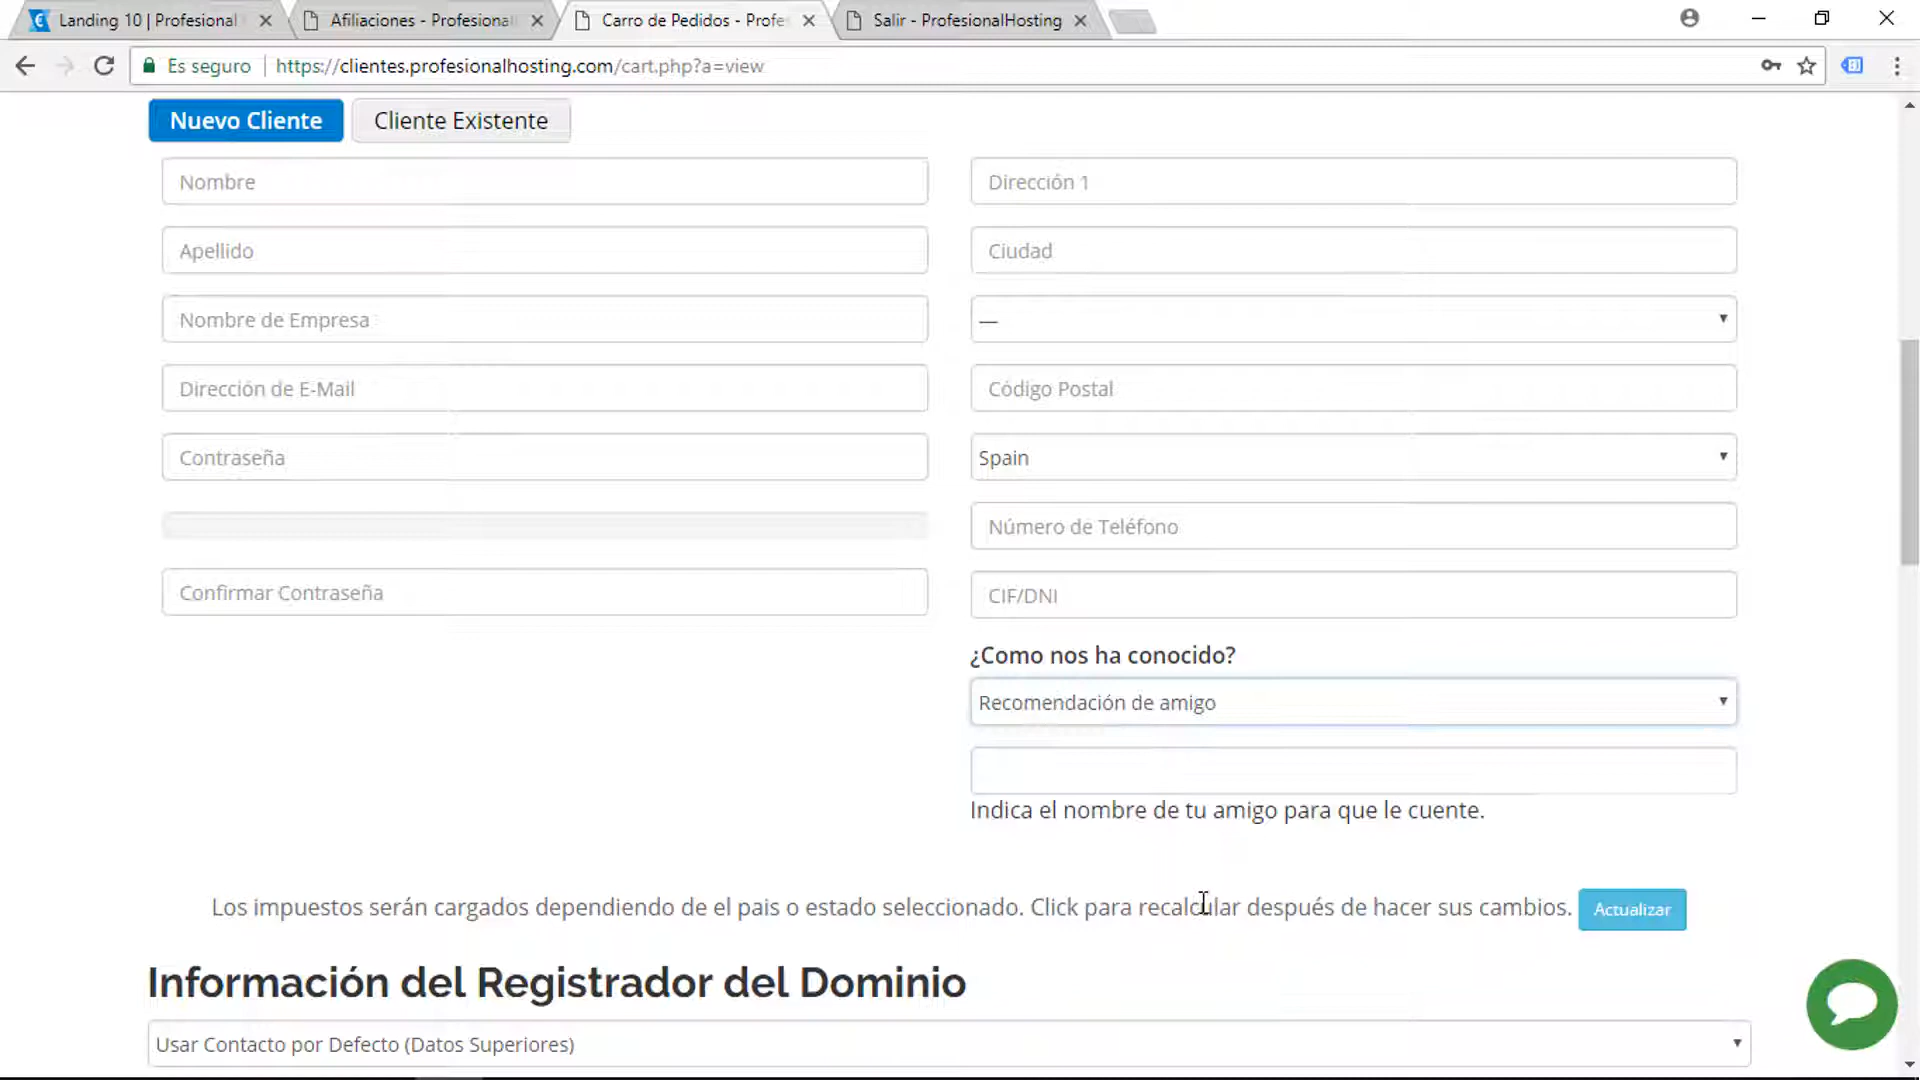 Landing 10 | Profesional
Afiliaciones - Profesional
Carro de Pedidos - Profe
Salir - ProfesionalHosting
Es seguro
https://clientes.profesionalhosting.com/cart.php?a=view
Nuevo Cliente
Cliente Existente
Nombre
Dirección 1
Apellido
Ciudad
Nombre de Empresa
—
Dirección de E-Mail
Código Postal
Contraseña
Spain
Número de Teléfono
Confirmar Contraseña
CIF/DNI
¿Como nos ha conocido?
Recomendación de amigo
Indica el nombre de tu amigo para que le cuente.
Los impuestos serán cargados dependiendo de el pais o estado seleccionado. Click para recalcular después de hacer sus cambios.
Actualizar
Información del Registrador del Dominio
Usar Contacto por Defecto (Datos Superiores)